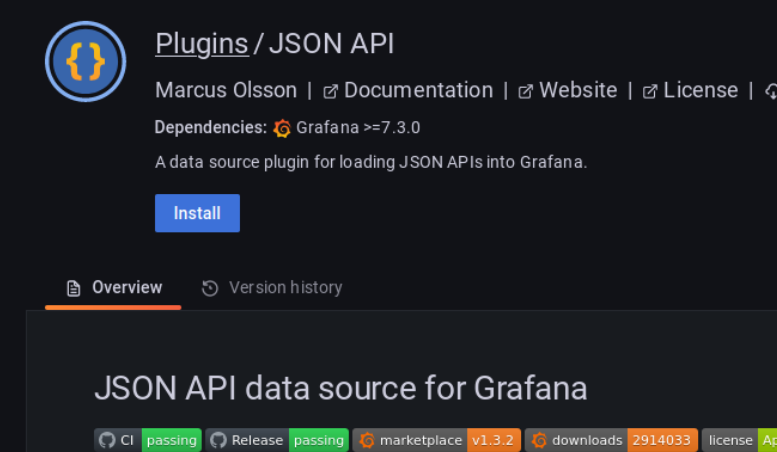 Plugins / JSON API
Marcus Olsson | Documentation | Website | License |
Dependencies: Grafana >=7.3.0
A data source plugin for loading JSON APIs into Grafana.
Install
Overview Version history
JSON API data source for Grafana
CI passing Release passing marketplace v1.3.2 downloads 2914033 license